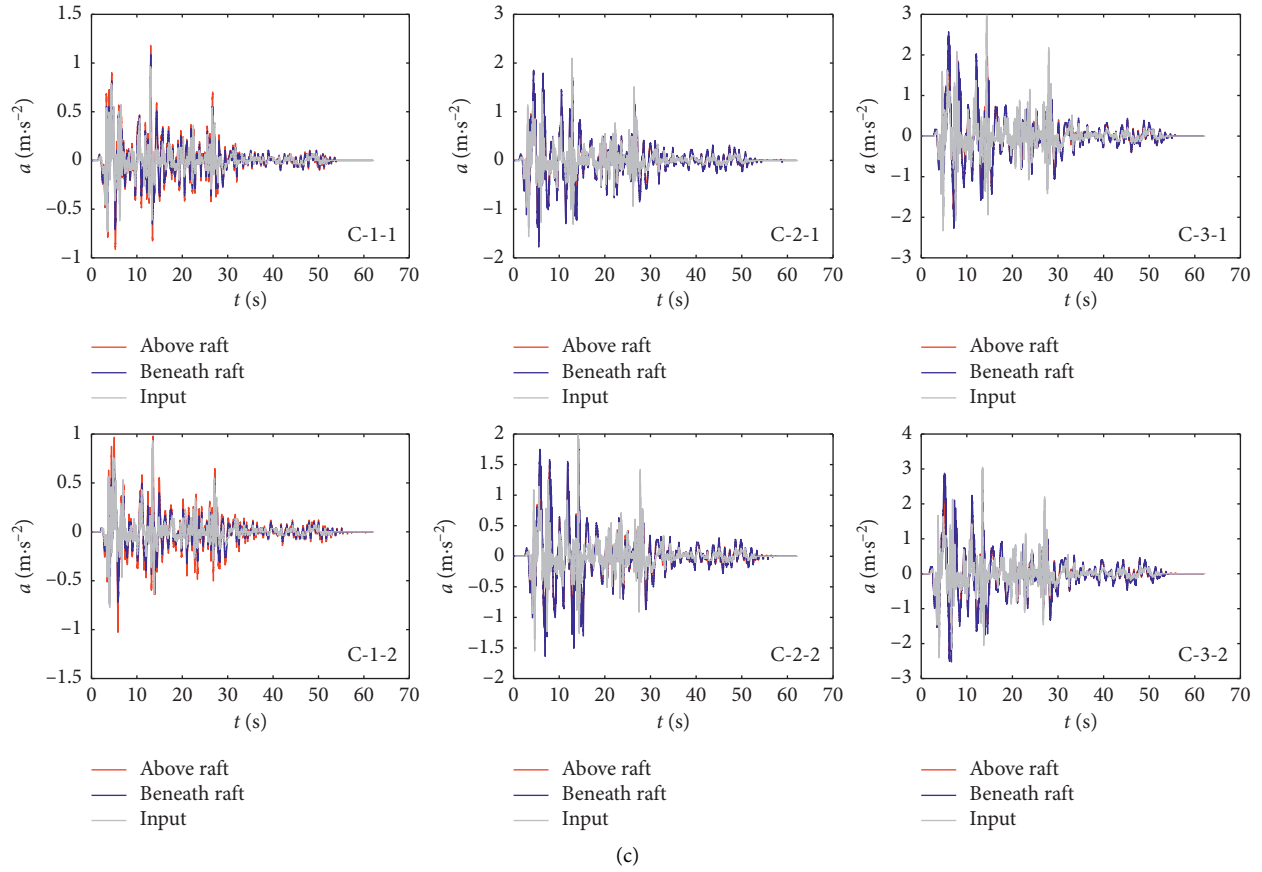 1.5
1
0.5
0
−0.5
−1
a (m·s−2)
0 10 20 30 40 50 60 70
t (s)
C-1-1
Above raft
Beneath raft
Input
3
2
1
0
−1
−2
a (m·s−2)
0 10 20 30 40 50 60 70
t (s)
C-2-1
Above raft
Beneath raft
Input
3
2
1
0
−1
−2
−3
a (m·s−2)
0 10 20 30 40 50 60 70
t (s)
C-3-1
Above raft
Beneath raft
Input
1
0.5
0
−0.5
−1
−1.5
a (m·s−2)
0 10 20 30 40 50 60 70
t (s)
C-1-2
Above raft
Beneath raft
Input
2
1.5
1
0.5
0
−0.5
−1
−1.5
−2
a (m·s−2)
0 10 20 30 40 50 60 70
t (s)
C-2-2
Above raft
Beneath raft
Input
4
3
2
1
0
−1
−2
−3
a (m·s−2)
0 10 20 30 40 50 60 70
t (s)
C-3-2
Above raft
Beneath raft
Input
(c)